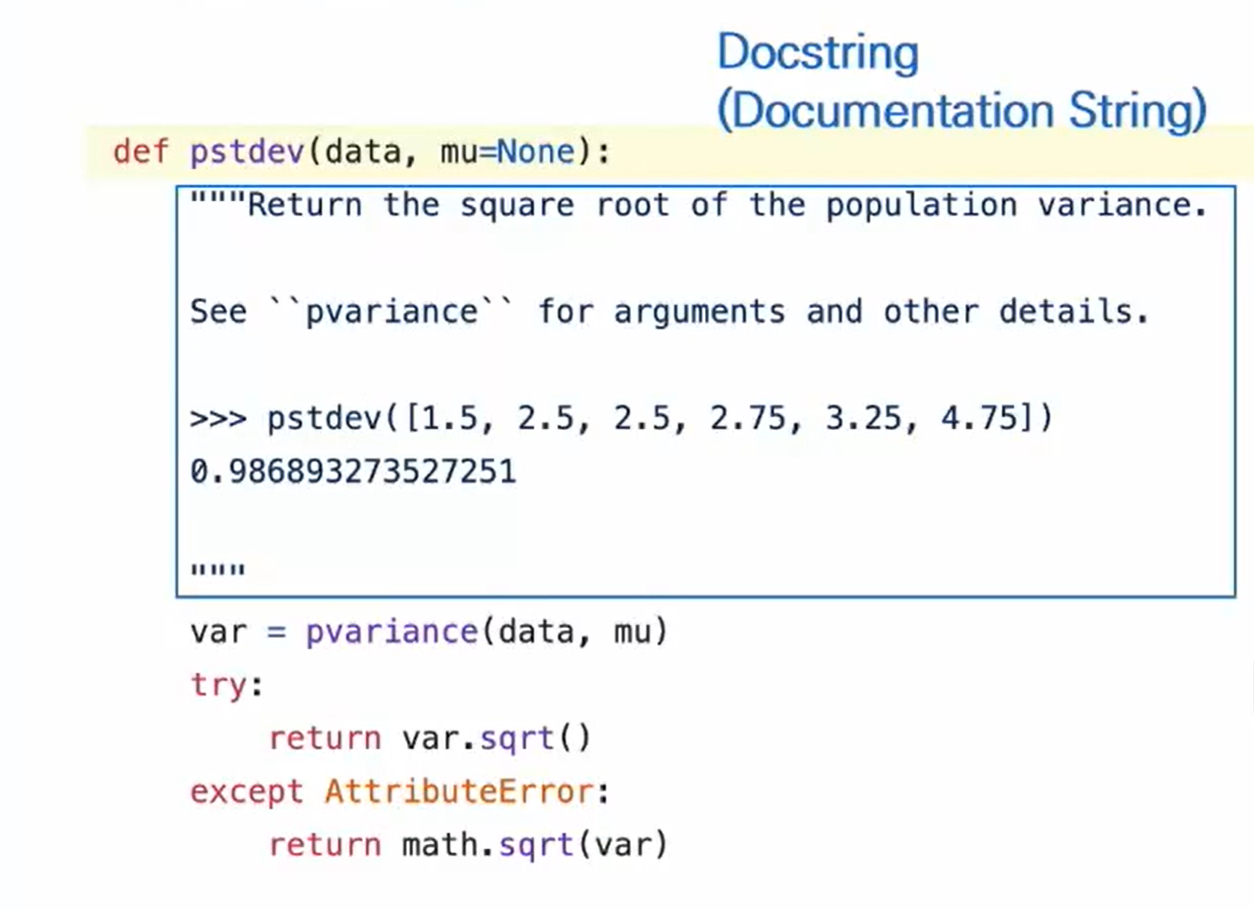 Docstring
(Documentation String)
def pstdev(data, mu=None):
"""Return the square root of the population variance.
See ``pvariance`` for arguments and other details.
>>> pstdev([1.5, 2.5, 2.5, 2.75, 3.25, 4.75])
0.986893273527251
"""
var = pvariance(data, mu)
try:
return var.sqrt()
except AttributeError:
return math.sqrt(var)